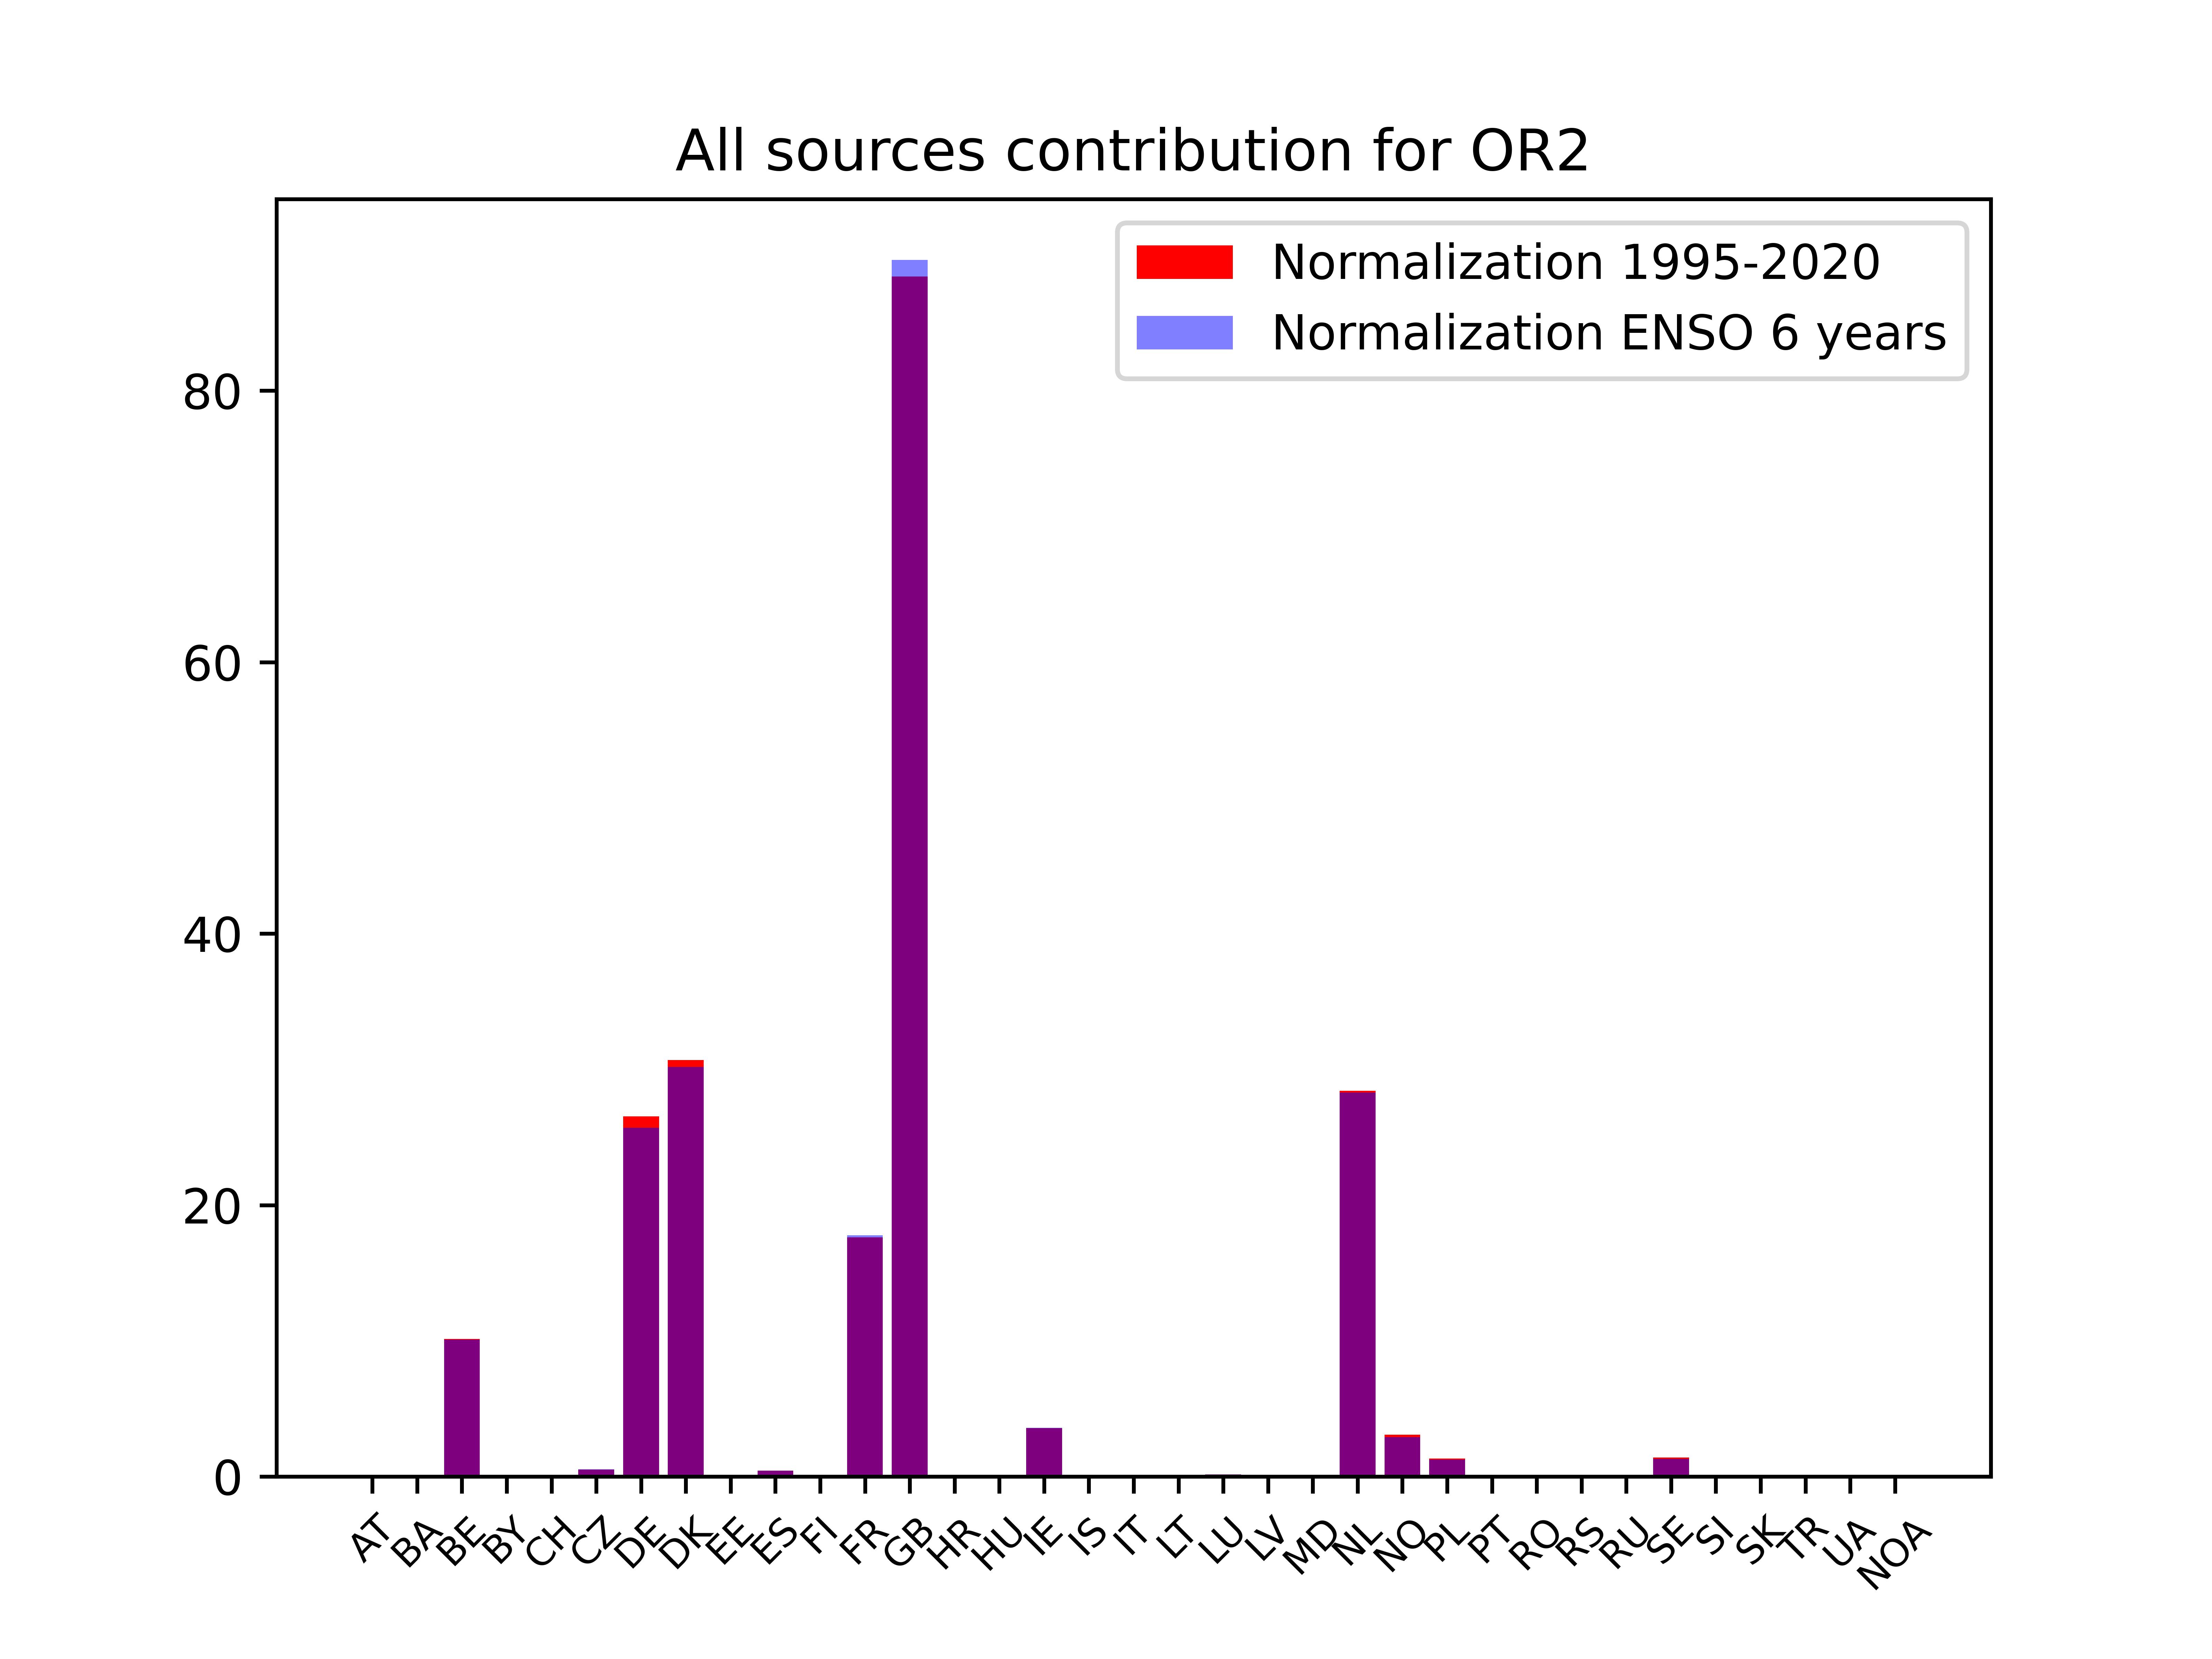 All sources contribution for OR2
Normalization 1995-2020
Normalization ENSO 6 years
80
60
40
20
0
AT
BA
BE
BY
CH
CZ
DE
DK
EE
ES
FI
FR
GB
HR
HU
IE
IS
IT
LT
LU
LV
MD
NL
NO
PL
PT
RO
RS
RU
SE
SI
SK
TR
UA
NOA